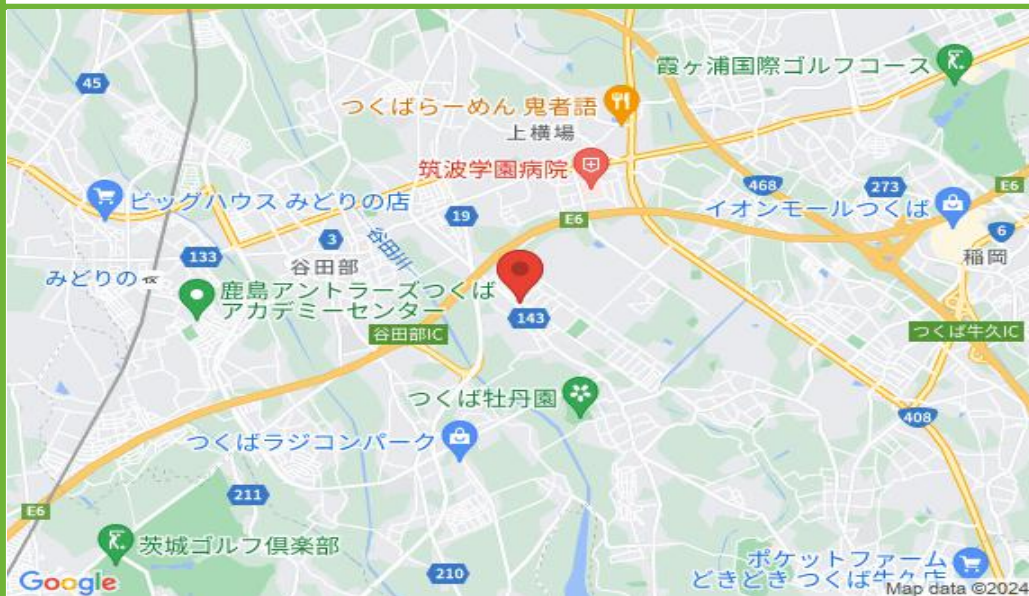 45
霞ヶ浦国際ゴルフコース
つくばらーめん 鬼者語
上横場
筑波学園病院
468
273
E6
ビッグハウス みどりの店
19
E6
イオンモールつくば
6
3
谷田川
133
谷田部
稲岡
みどりの
鹿島アントラーズつくば
アカデミーセンター
143
谷田部IC
つくば牛久IC
つくば牡丹園
408
つくばラジコンパーク
211
E6
茨城ゴルフ倶楽部
210
ポケットファーム
どきどき つくば牛久店
Google
Map data ©2024